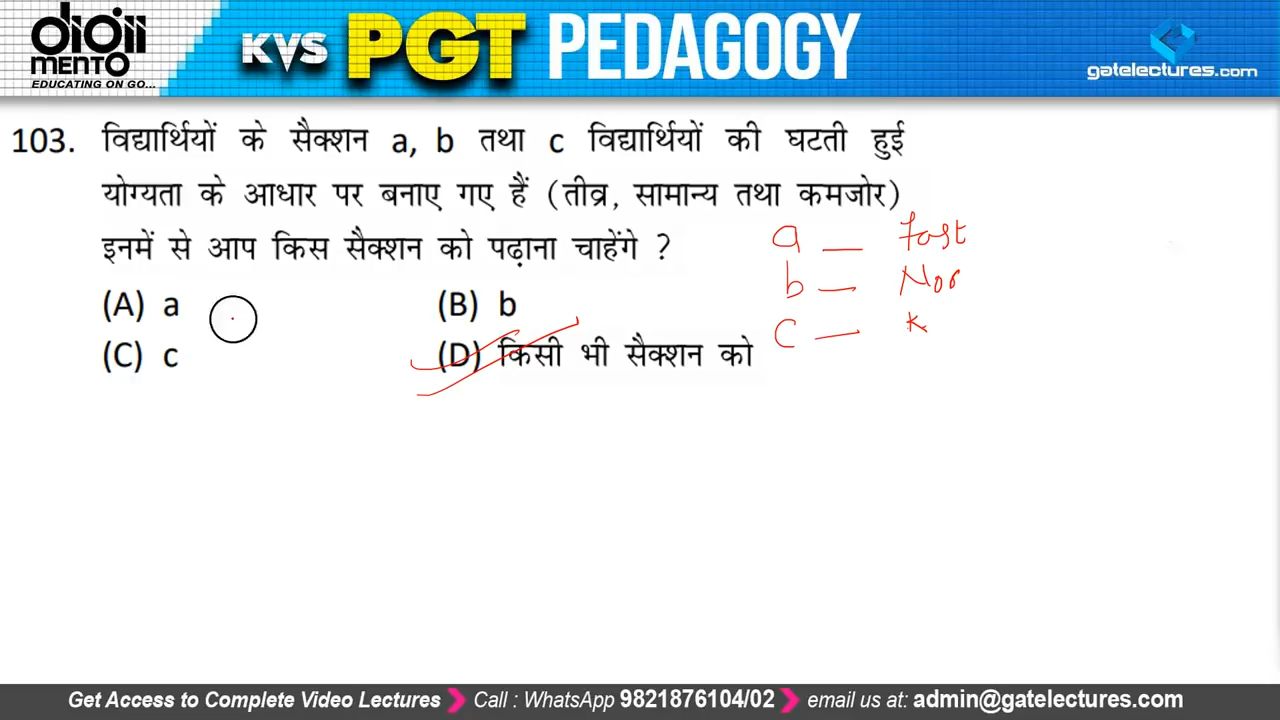 digii
MENTO
EDUCATING ON GO...
KVS PGT PEDAGOGY
gatelectures.com
103. विद्यार्थियों के सैक्शन a, b तथा c विद्यार्थियों की घटती हुई
योग्यता के आधार पर बनाए गए हैं (तीव्र, सामान्य तथा कमजोर)
इनमें से आप किस सैक्शन को पढ़ाना चाहेंगे ?
(A) a (B) b
(C) c (D) किसी भी सैक्शन को
a — fast
b — Nor
C —
Get Access to Complete Video Lectures Call : WhatsApp 9821876104/02 email us at: admin@gatelectures.com